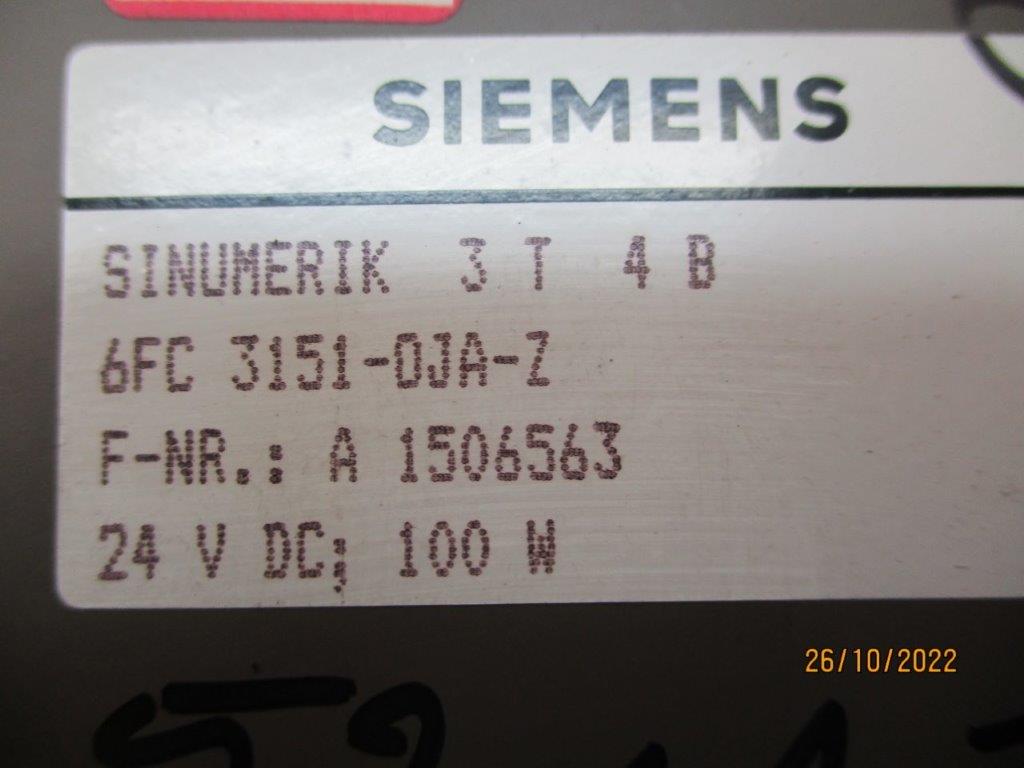 SIEMENS
SINUMERIK 3 T 4 B
6FC 3151-0JA-Z
F-NR.: A 1506563
24 V DC; 100 W
26/10/2022